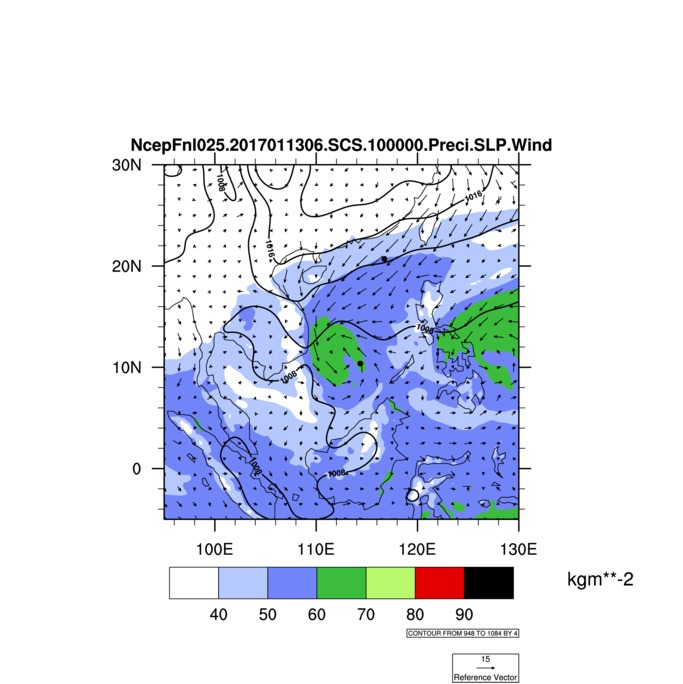 NcepFnl025.2017011306.SCS.100000.Preci.SLP.Wind
30N
1008
1016
1016
20N
1008
10N
1008
1008
1008
0
100E 110E 120E 130E
kgm**-2
40 50 60 70 80 90
CONTOUR FROM 948 TO 1084 BY 4
15
Reference Vector